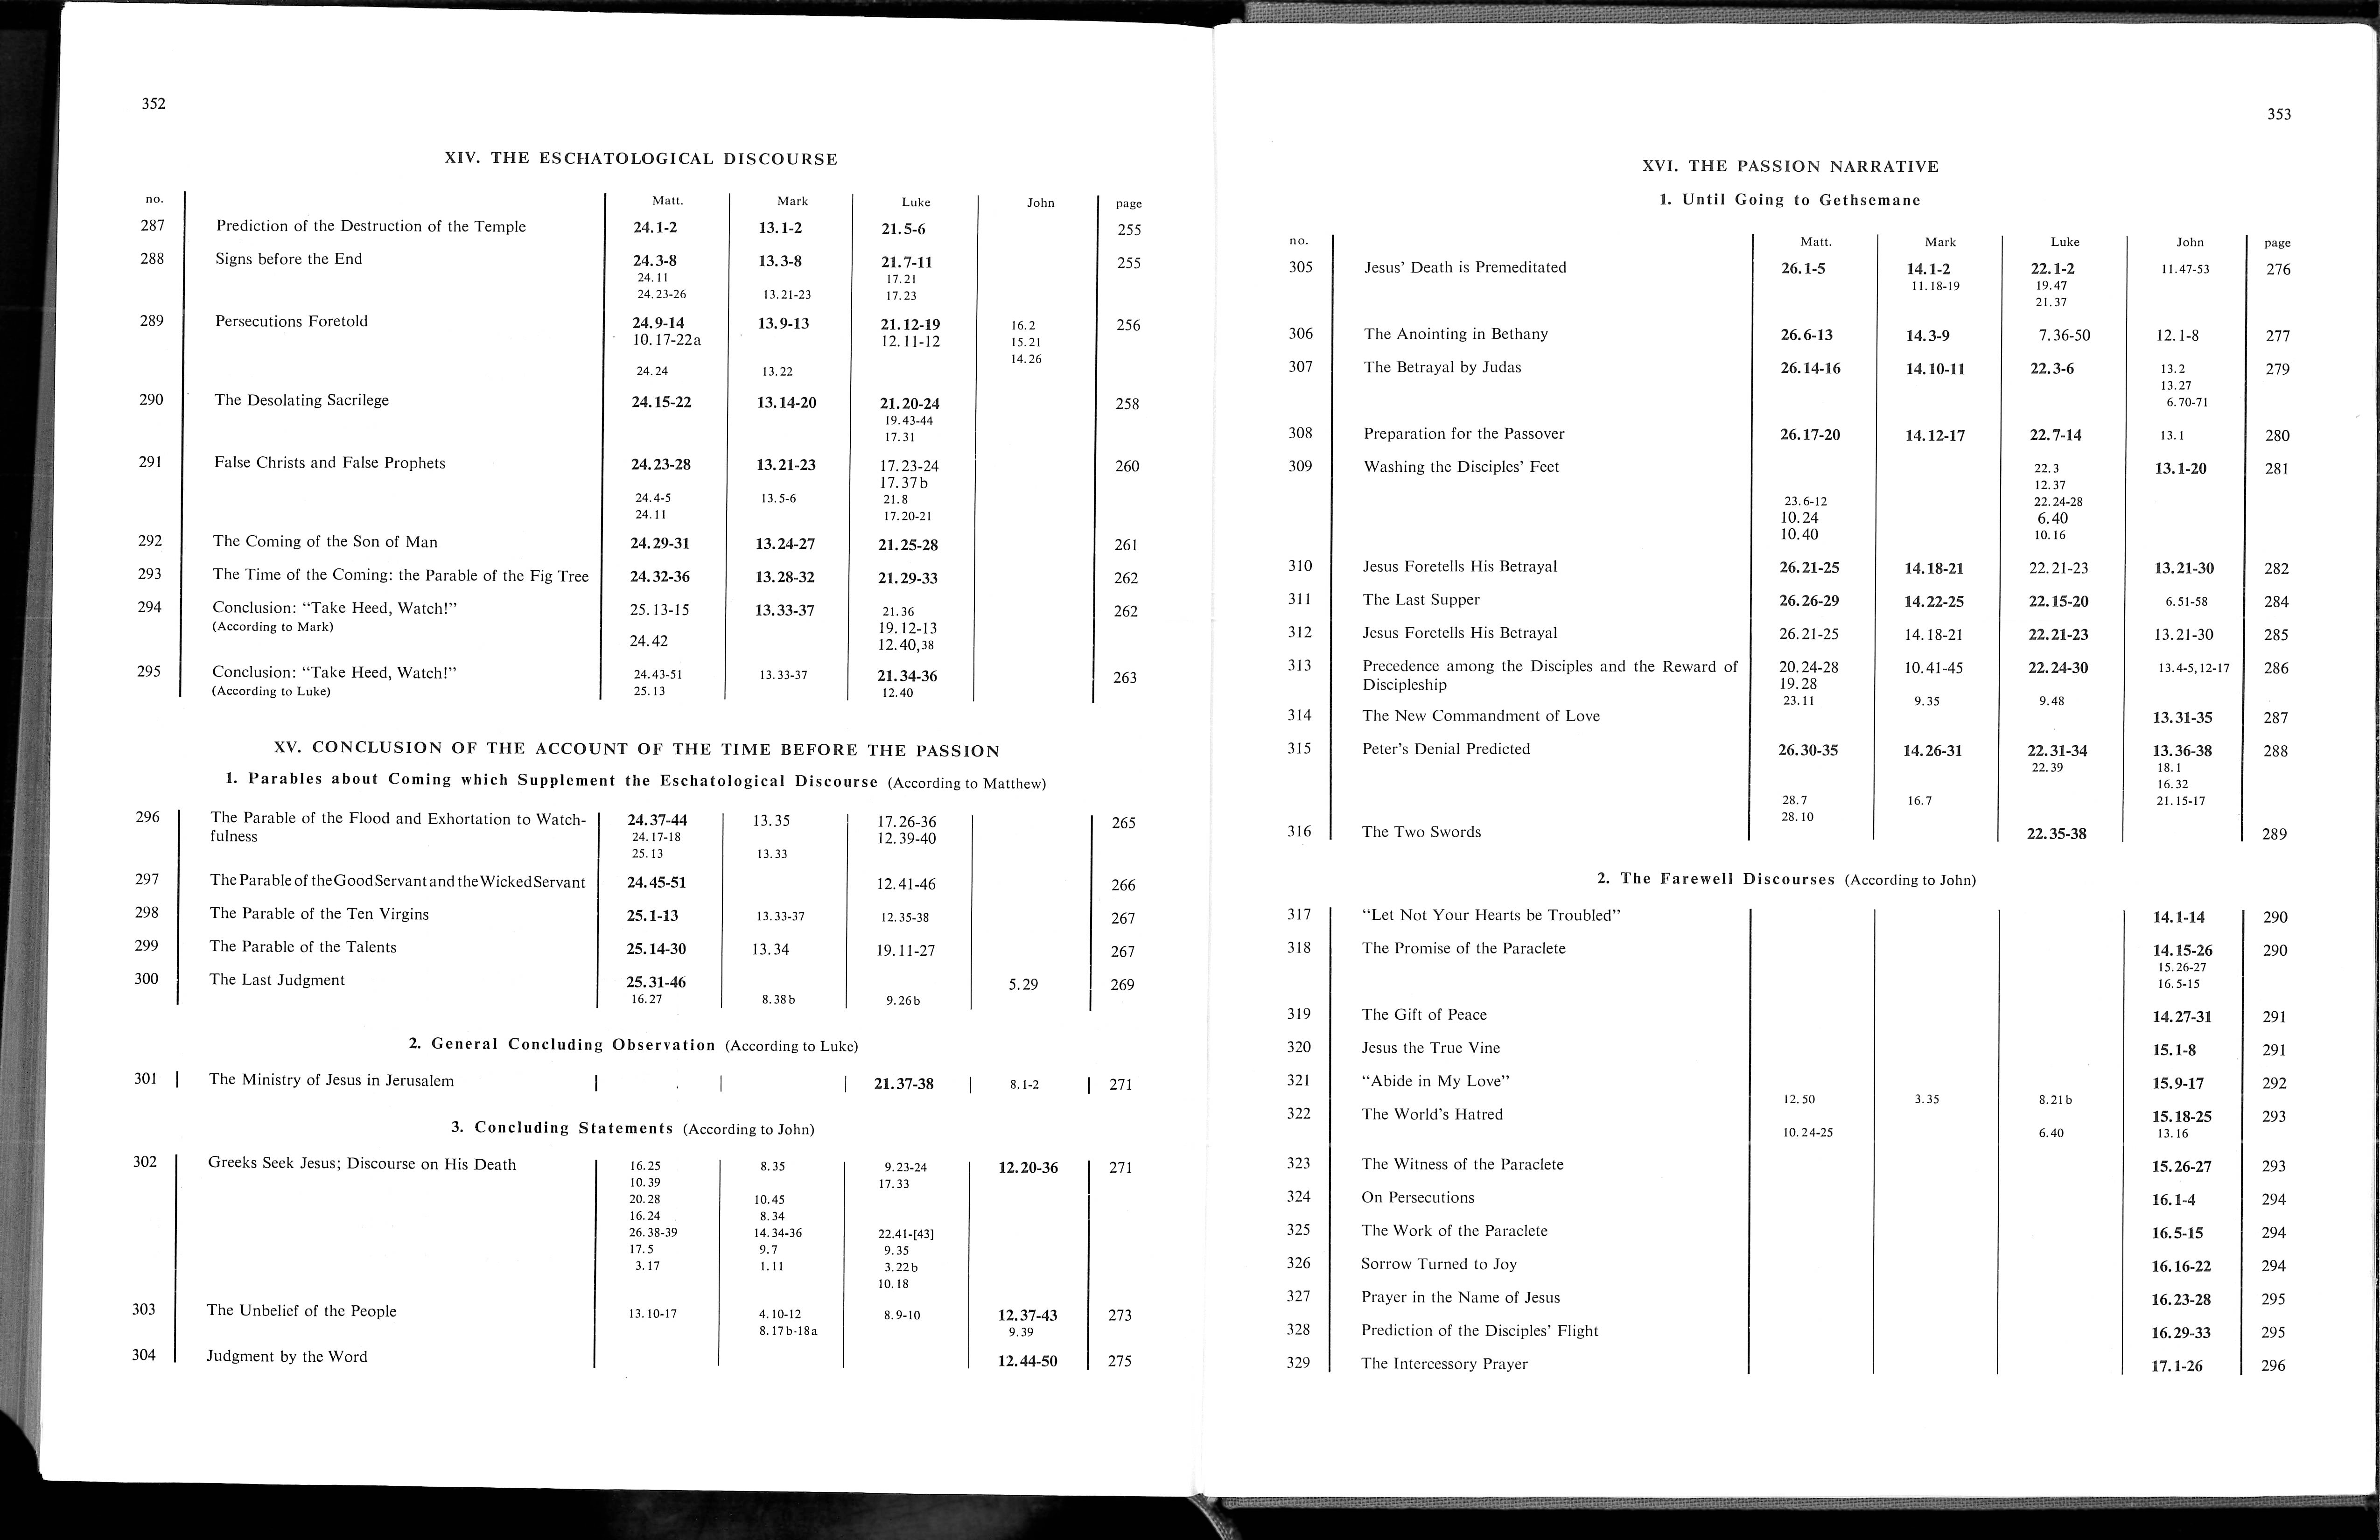 352
XIV. THE ESCHATOLOGICAL DISCOURSE
no. Matt. Mark Luke John page
287 Prediction of the Destruction of the Temple 24.1-2 13.1-2 21.5-6 255
288 Signs before the End 24.3-8 13.3-8 21.7-11 255
24.11 17.21
24.23-26 13.21-23 17.23
289 Persecutions Foretold 24.9-14 13.9-13 21.12-19 16.2 256
10.17-22a 12.11-12 15.21
14.26
24.24 13.22
290 The Desolating Sacrilege 24.15-22 13.14-20 21.20-24 258
19.43-44
17.31
291 False Christs and False Prophets 24.23-28 13.21-23 17.23-24 260
17.37b
24.4-5 13.5-6 21.8
24.11 17.20-21
292 The Coming of the Son of Man 24.29-31 13.24-27 21.25-28 261
293 The Time of the Coming: the Parable of the Fig Tree 24.32-36 13.28-32 21.29-33 262
294 Conclusion: “Take Heed, Watch!” 25.13-15 13.33-37 21.36 262
(According to Mark) 19.12-13
24.42 12.40,38
295 Conclusion: “Take Heed, Watch!” 24.43-51 13.33-37 21.34-36 263
(According to Luke) 25.13 12.40
XV. CONCLUSION OF THE ACCOUNT OF THE TIME BEFORE THE PASSION
1. Parables about Coming which Supplement the Eschatological Discourse (According to Matthew)
296 The Parable of the Flood and Exhortation to Watch- 24.37-44 13.35 17.26-36 265
fulness 24.17-18 12.39-40
25.13 13.33
297 The Parable of the Good Servant and the Wicked Servant 24.45-51 12.41-46 266
298 The Parable of the Ten Virgins 25.1-13 13.33-37 12.35-38 267
299 The Parable of the Talents 25.14-30 13.34 19.11-27 267
300 The Last Judgment 25.31-46 5.29 269
16.27 8.38b 9.26b
2. General Concluding Observation (According to Luke)
301 The Ministry of Jesus in Jerusalem 21.37-38 8.1-2 271
3. Concluding Statements (According to John)
302 Greeks Seek Jesus; Discourse on His Death 16.25 8.35 9.23-24 12.20-36 271
10.39 17.33
20.28 10.45
16.24 8.34
26.38-39 14.34-36 22.41-[43]
17.5 9.7 9.35
3.17 1.11 3.22b
10.18
303 The Unbelief of the People 13.10-17 4.10-12 8.9-10 12.37-43 273
8.17b-18a 9.39
304 Judgment by the Word 12.44-50 275
353
XVI. THE PASSION NARRATIVE
1. Until Going to Gethsemane
no. Matt. Mark Luke John page
305 Jesus’ Death is Premeditated 26.1-5 14.1-2 22.1-2 11.47-53 276
11.18-19 19.47
21.37
306 The Anointing in Bethany 26.6-13 14.3-9 7.36-50 12.1-8 277
307 The Betrayal by Judas 26.14-16 14.10-11 22.3-6 13.2 279
13.27
6.70-71
308 Preparation for the Passover 26.17-20 14.12-17 22.7-14 13.1 280
309 Washing the Disciples’ Feet 22.3 13.1-20 281
12.37
23.6-12 22.24-28
10.24 6.40
10.40 10.16
310 Jesus Foretells His Betrayal 26.21-25 14.18-21 22.21-23 13.21-30 282
311 The Last Supper 26.26-29 14.22-25 22.15-20 6.51-58 284
312 Jesus Foretells His Betrayal 26.21-25 14.18-21 22.21-23 13.21-30 285
313 Precedence among the Disciples and the Reward of 20.24-28 10.41-45 22.24-30 13.4-5,12-17 286
Discipleship 19.28
23.11 9.35 9.48
314 The New Commandment of Love 13.31-35 287
315 Peter’s Denial Predicted 26.30-35 14.26-31 22.31-34 13.36-38 288
22.39 18.1
16.32
28.7 16.7 21.15-17
28.10
316 The Two Swords 22.35-38 289
2. The Farewell Discourses (According to John)
317 “Let Not Your Hearts be Troubled” 14.1-14 290
318 The Promise of the Paraclete 14.15-26 290
15.26-27
16.5-15
319 The Gift of Peace 14.27-31 291
320 Jesus the True Vine 15.1-8 291
321 “Abide in My Love” 15.9-17 292
12.50 3.35 8.21b
322 The World’s Hatred 15.18-25 293
10.24-25 6.40 13.16
323 The Witness of the Paraclete 15.26-27 293
324 On Persecutions 16.1-4 294
325 The Work of the Paraclete 16.5-15 294
326 Sorrow Turned to Joy 16.16-22 294
327 Prayer in the Name of Jesus 16.23-28 295
328 Prediction of the Disciples’ Flight 16.29-33 295
329 The Intercessory Prayer 17.1-26 296